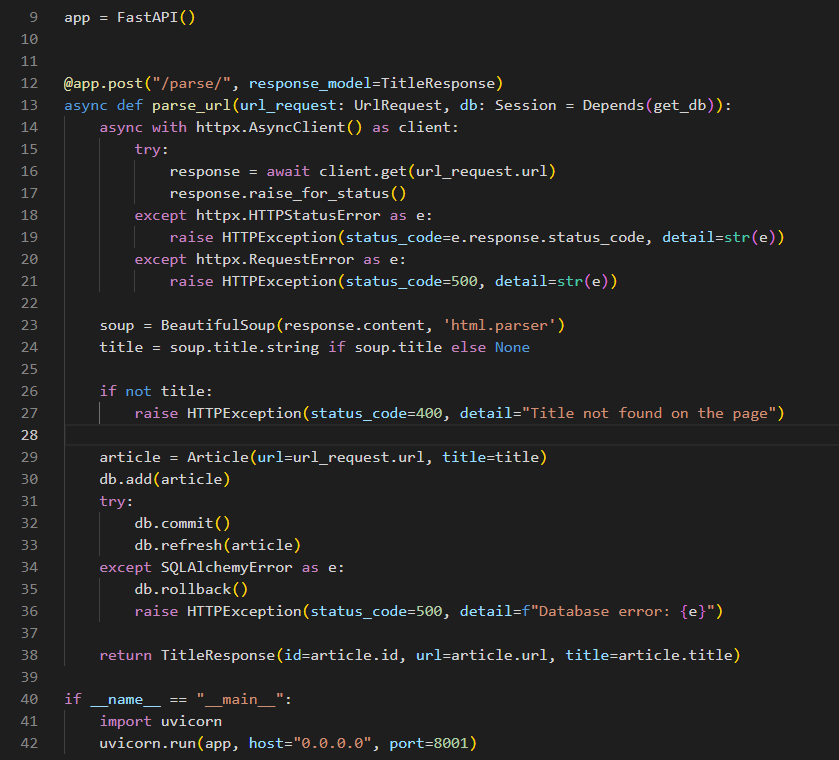 9 app = FastAPI()
10
11
12 @app.post("/parse/", response_model=TitleResponse)
13 async def parse_url(url_request: UrlRequest, db: Session = Depends(get_db)):
14     async with httpx.AsyncClient() as client:
15         try:
16             response = await client.get(url_request.url)
17             response.raise_for_status()
18         except httpx.HTTPStatusError as e:
19             raise HTTPException(status_code=e.response.status_code, detail=str(e))
20         except httpx.RequestError as e:
21             raise HTTPException(status_code=500, detail=str(e))
22
23     soup = BeautifulSoup(response.content, 'html.parser')
24     title = soup.title.string if soup.title else None
25
26     if not title:
27         raise HTTPException(status_code=400, detail="Title not found on the page")
28
29     article = Article(url=url_request.url, title=title)
30     db.add(article)
31     try:
32         db.commit()
33         db.refresh(article)
34     except SQLAlchemyError as e:
35         db.rollback()
36         raise HTTPException(status_code=500, detail=f"Database error: {e}")
37
38     return TitleResponse(id=article.id, url=article.url, title=article.title)
39
40 if __name__ == "__main__":
41     import uvicorn
42     uvicorn.run(app, host="0.0.0.0", port=8001)